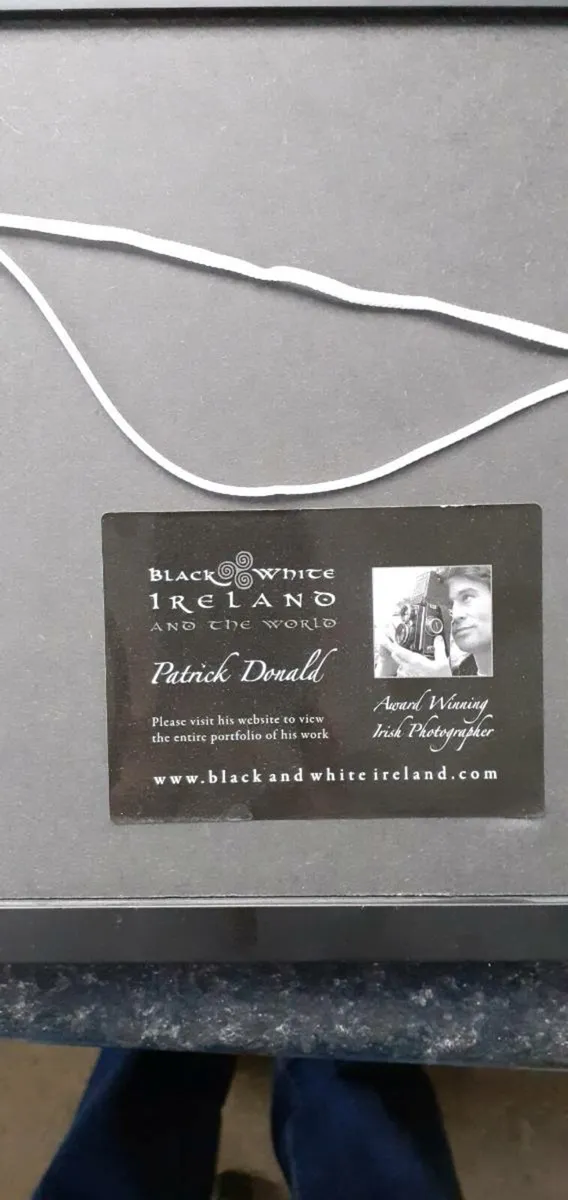 BLACK WHITE
IRELAND
AND THE WORLD
Patrick Donald
Please visit his website to view
the entire portfolio of his work
Award Winning
Irish Photographer
www.blackandwhiteireland.com